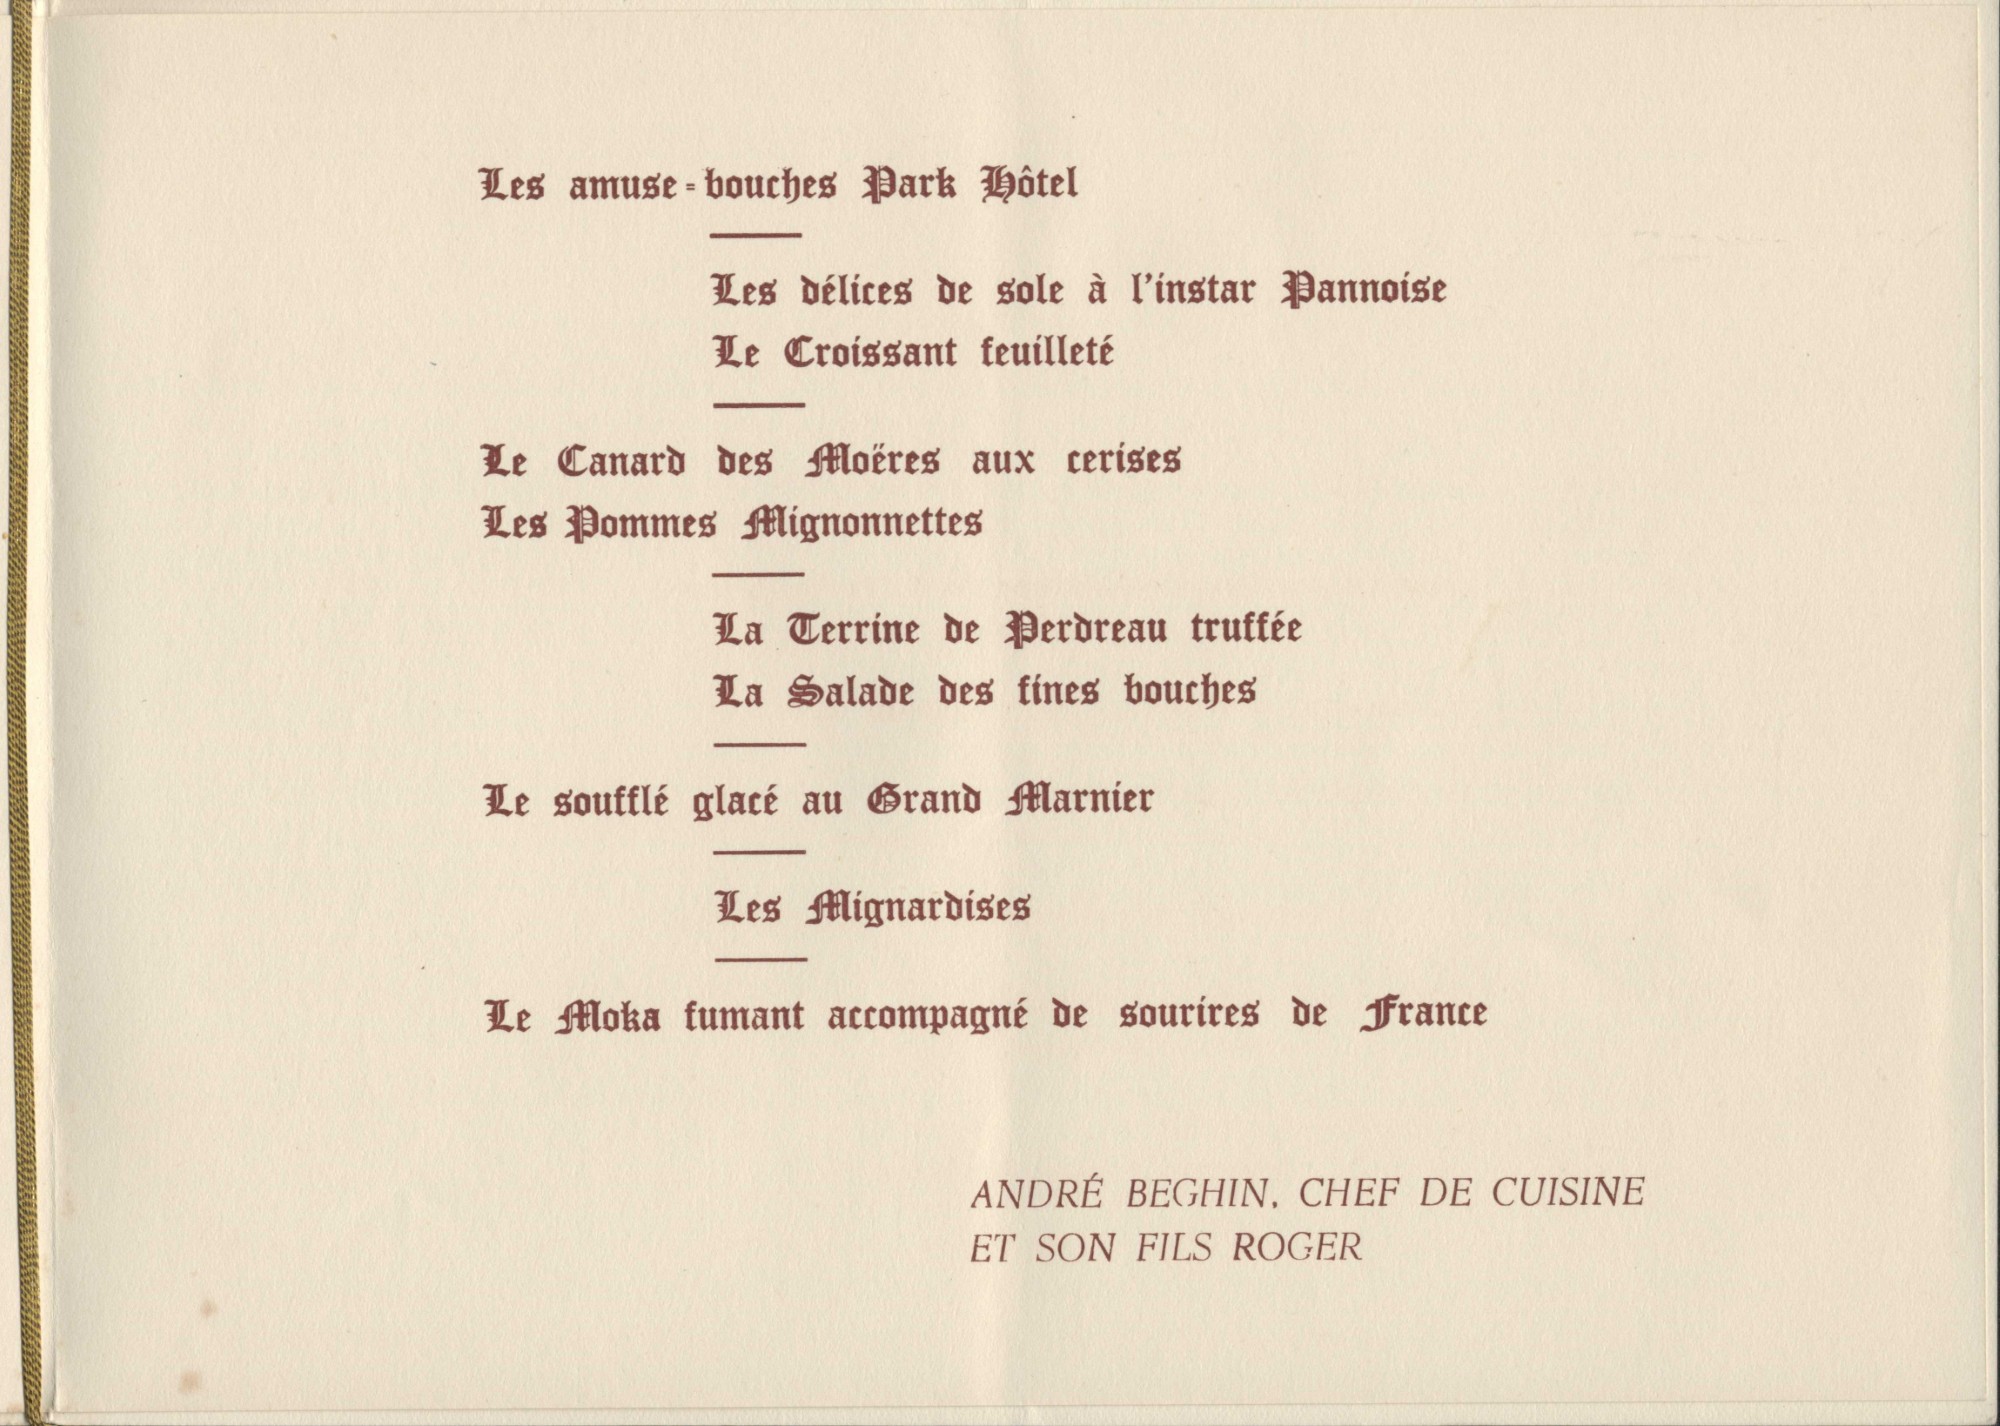 Les amuse-bouches Park Hôtel
Les délices de sole à l'instar Pannoise
Le Croissant feuilleté
Le Canard des Moëres aux cerises
Les Pommes Mignonnettes
La Terrine de Perdreau truffée
La Salade des fines bouches
Le soufflé glacé au Grand Marnier
Les Mignardises
Le Moka fumant accompagné de sourires de France
ANDRÉ BEGHIN, CHEF DE CUISINE
ET SON FILS ROGER